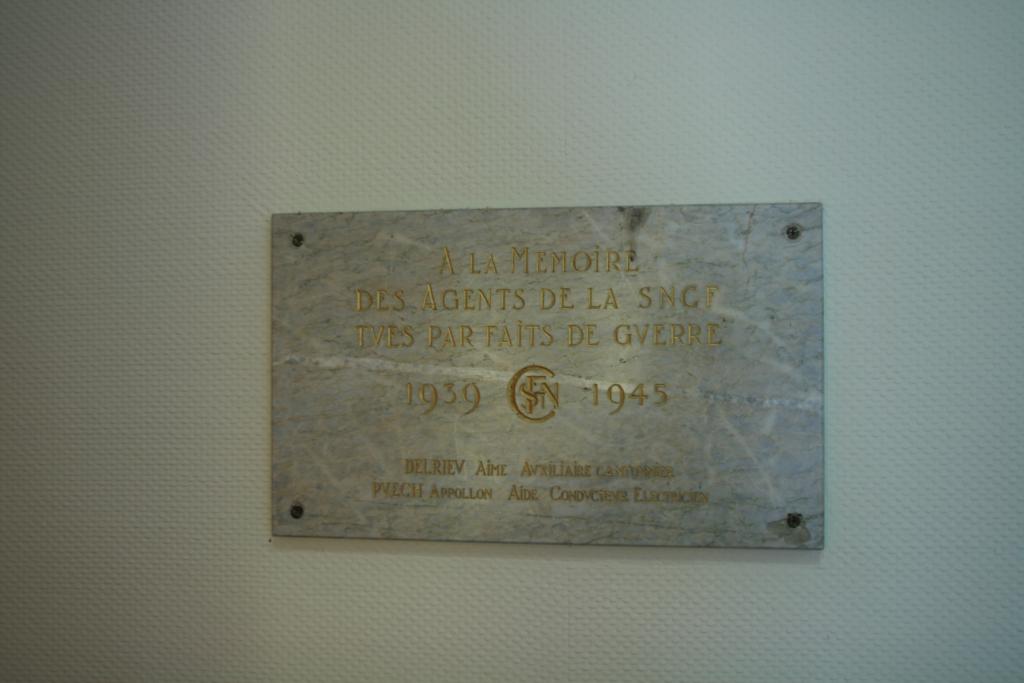 A LA MEMOIRE
DES AGENTS DE LA SNCF
TVES PAR FAITS DE GVERRE
1939 SNCF 1945
DELRIEV AIME AVXILIAIRE CANTONNIER
PVECH APPOLLON AIDE CONDVCTEVR ELECTRICIEN